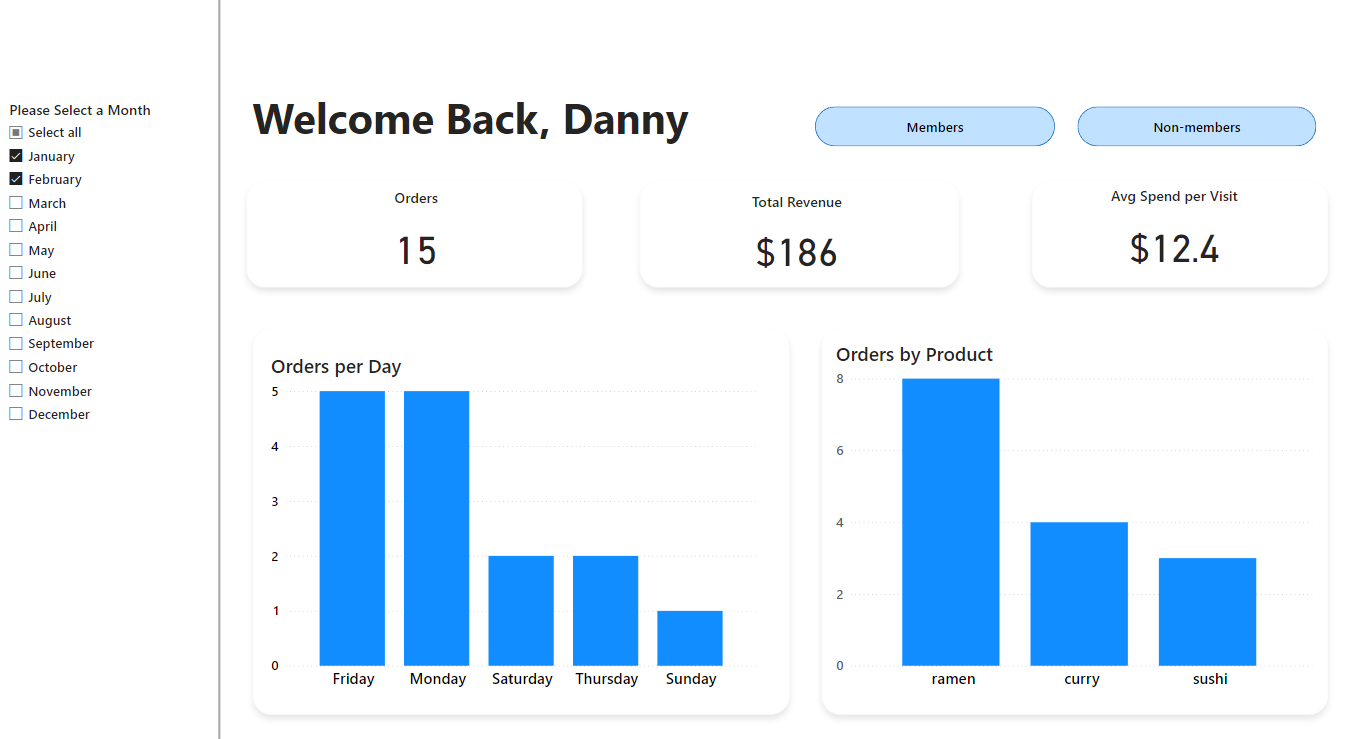 Please Select a Month
Select all
January
February
March
April
May
June
July
August
September
October
November
December
Welcome Back, Danny
Members
Non-members
Orders
15
Total Revenue
$186
Avg Spend per Visit
$12.4
Orders per Day
5
4
3
2
1
0
Friday Monday Saturday Thursday Sunday
Orders by Product
8
6
4
2
0
ramen curry sushi